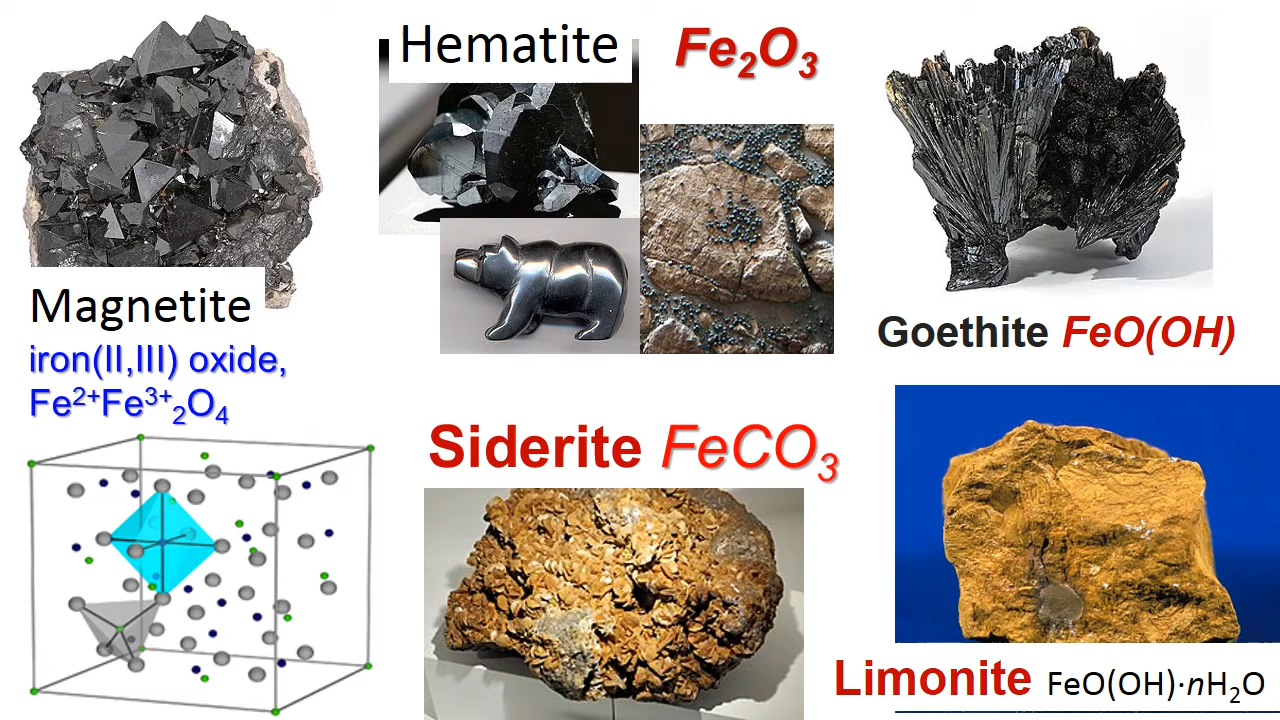 Hematite
Fe₂O₃
Magnetite
iron(II,III) oxide,
Fe²⁺Fe³⁺₂O₄
Goethite FeO(OH)
Siderite FeCO₃
Limonite FeO(OH)·nH₂O